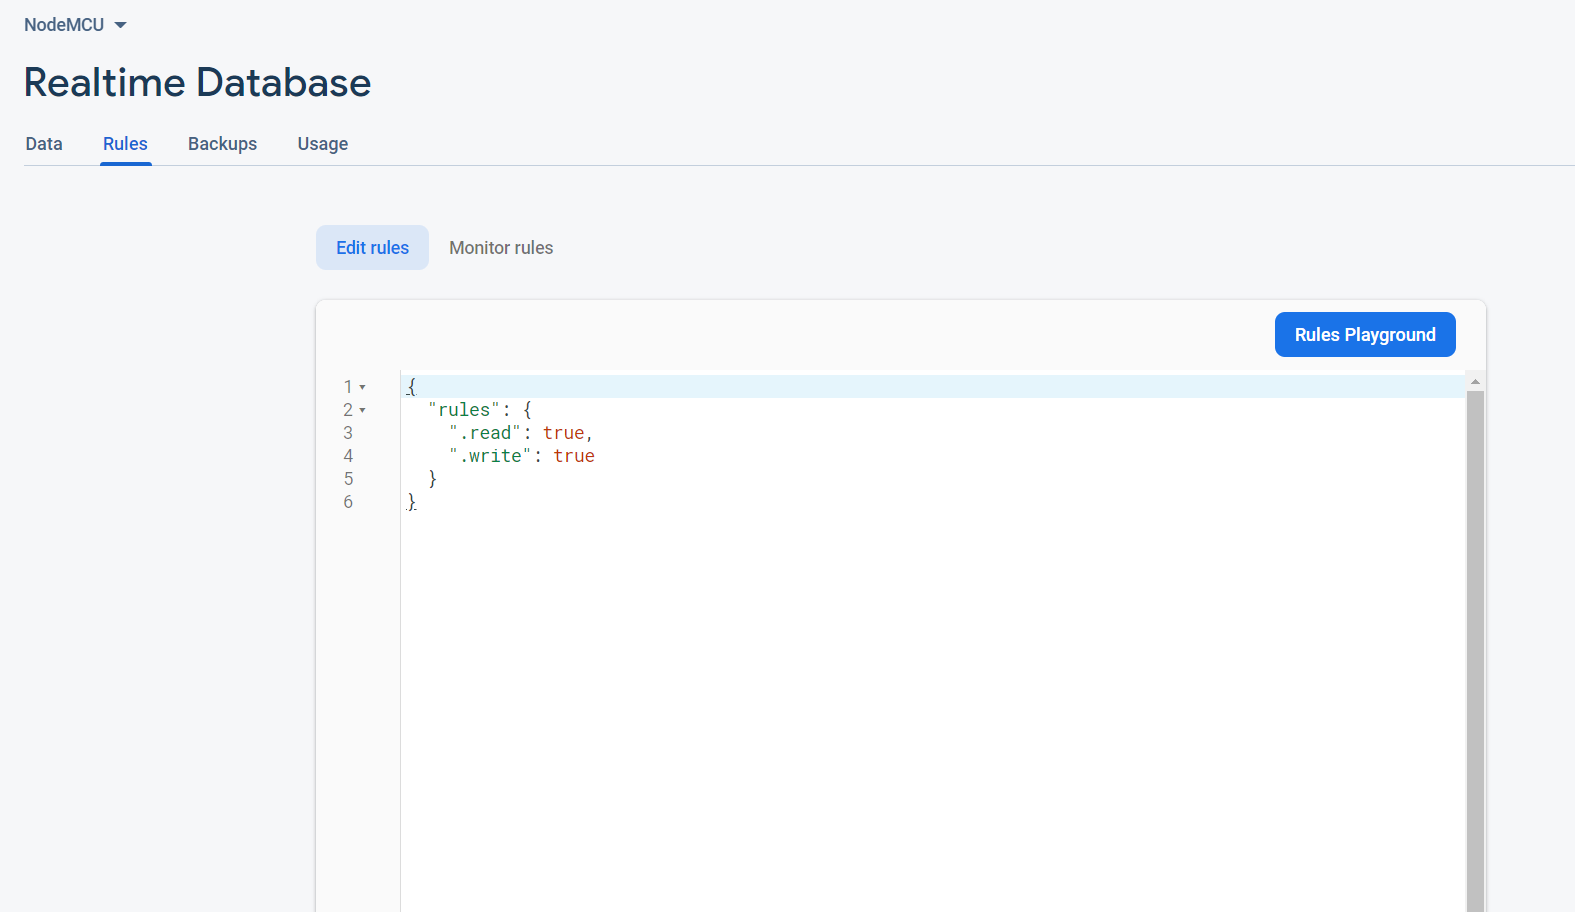 NodeMCU
Realtime Database
Data Rules Backups Usage
Edit rules Monitor rules
Rules Playground
1 {
2 "rules": {
3 ".read": true,
4 ".write": true
5 }
6 }